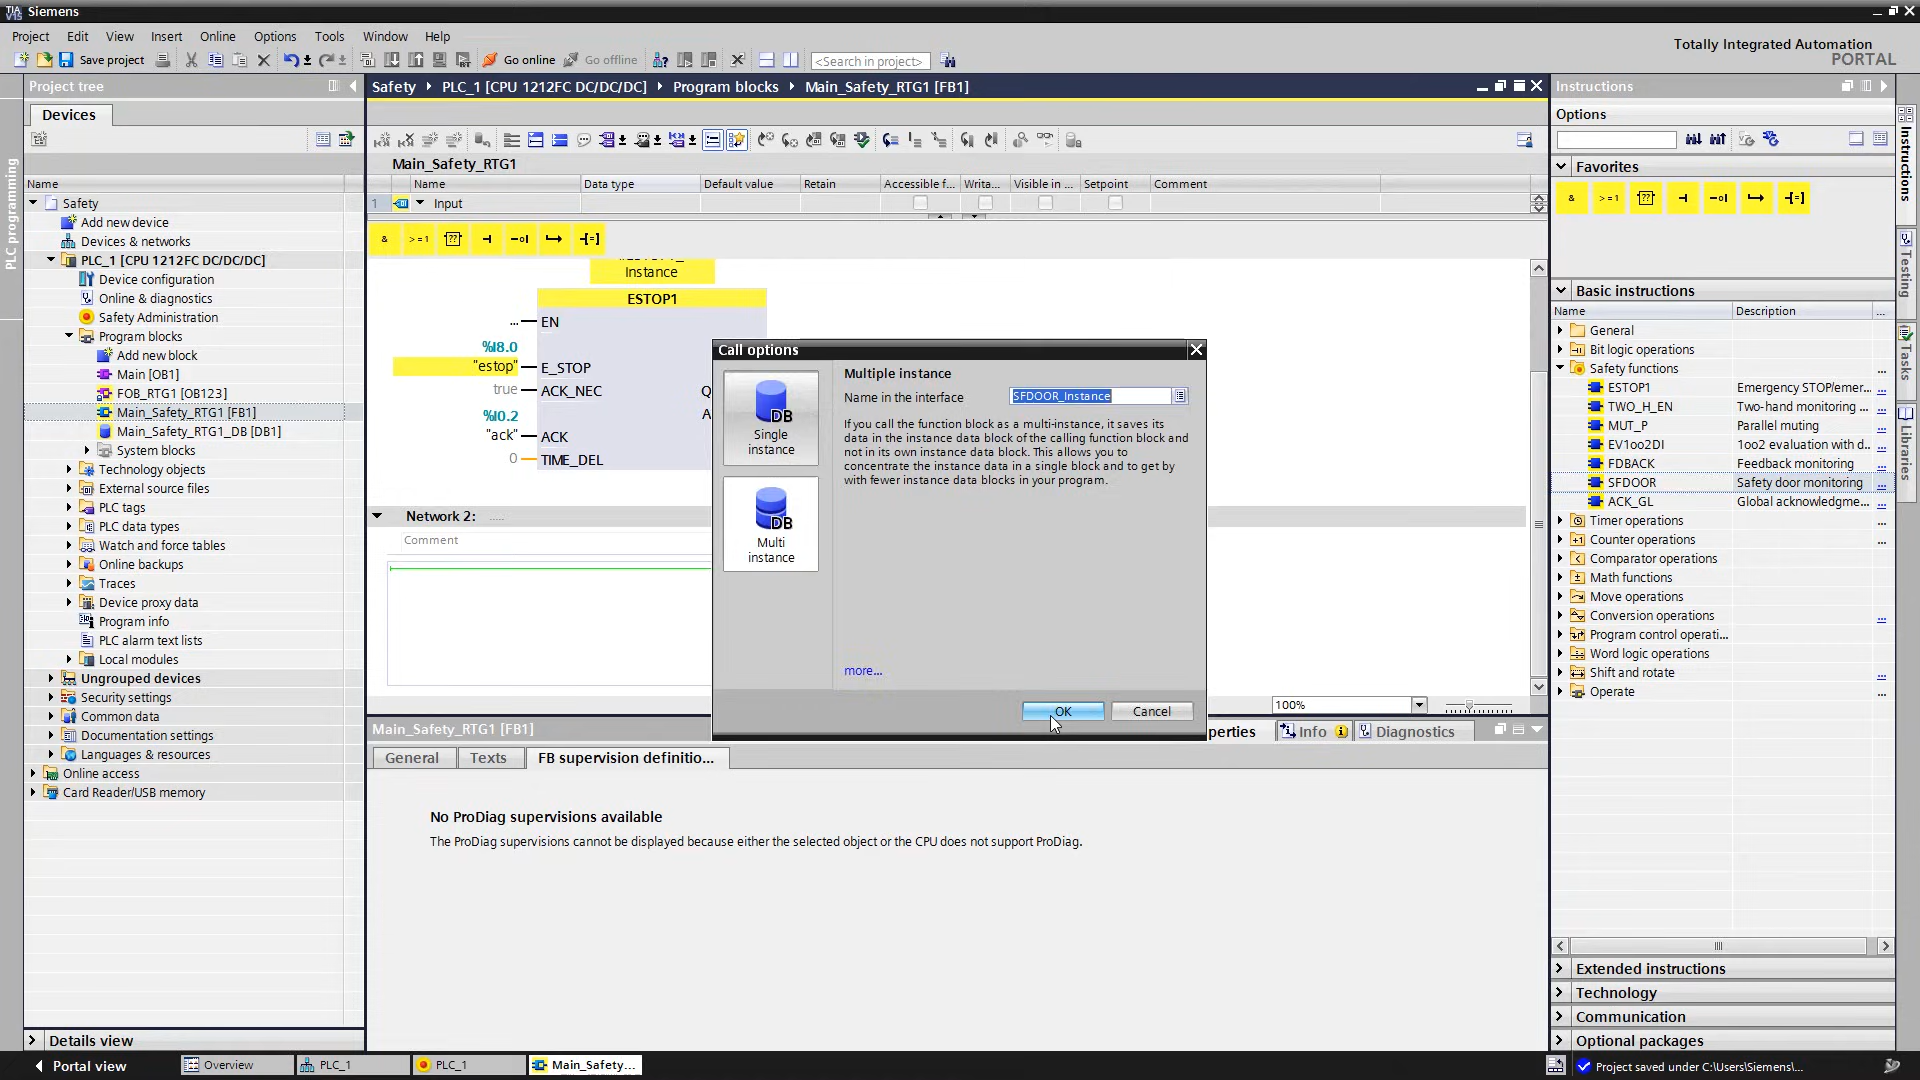 Siemens
TIA
V15
Project Edit View Insert Online Options Tools Window Help
Totally Integrated Automation
PORTAL
Save project
Go online
Go offline
<Search in project>
Project tree
Safety PLC_1 [CPU 1212FC DC/DC/DC] Program blocks Main_Safety_RTG1 [FB1]
Instructions
Devices
Options
Main_Safety_RTG1
Name Data type Default value Retain Accessible f... Writa... Visible in ... Setpoint Comment
1 Input
& >=1 ?? -[=]
Instance
ESTOP1
... EN
%I8.0
"estop" E_STOP
true ACK_NEC
%I0.2
"ack" ACK
0 TIME_DEL
Q
A
Network 2: .....
Comment
100%
Name
Safety
Add new device
Devices & networks
PLC_1 [CPU 1212FC DC/DC/DC]
Device configuration
Online & diagnostics
Safety Administration
Program blocks
Add new block
Main [OB1]
FOB_RTG1 [OB123]
Main_Safety_RTG1 [FB1]
Main_Safety_RTG1_DB [DB1]
System blocks
Technology objects
External source files
PLC tags
PLC data types
Watch and force tables
Online backups
Traces
Device proxy data
Program info
PLC alarm text lists
Local modules
Ungrouped devices
Security settings
Common data
Documentation settings
Languages & resources
Online access
Card Reader/USB memory
Details view
PLC programming
Call options
Single
instance
Multi
instance
DB
DB
Multiple instance
Name in the interface SFDOOR_Instance
If you call the function block as a multi-instance, it saves its
data in the instance data block of the calling function block and
not in its own instance data block. This allows you to
concentrate the instance data in a single block and to get by
with fewer instance data blocks in your program.
more...
OK Cancel
Main_Safety_RTG1 [FB1]
perties Info Diagnostics
General Texts FB supervision definitio...
No ProDiag supervisions available
The ProDiag supervisions cannot be displayed because either the selected object or the CPU does not support ProDiag.
Favorites
& >=1 ?? -[=]
Basic instructions
Name Description ...
General
Bit logic operations
Safety functions ...
ESTOP1 Emergency STOP/emer... ...
TWO_H_EN Two-hand monitoring ... ...
MUT_P Parallel muting ...
EV1oo2DI 1oo2 evaluation with d... ...
FDBACK Feedback monitoring ...
SFDOOR Safety door monitoring ...
ACK_GL Global acknowledgme... ...
Timer operations ...
Counter operations ...
Comparator operations
Math functions
Move operations
Conversion operations ...
Program control operati...
Word logic operations
Shift and rotate ...
Operate ...
Extended instructions
Technology
Communication
Optional packages
Instructions
Testing
Tasks
Libraries
Portal view Overview PLC_1 PLC_1 Main_Safety...
Project saved under C:\Users\Siemens\...